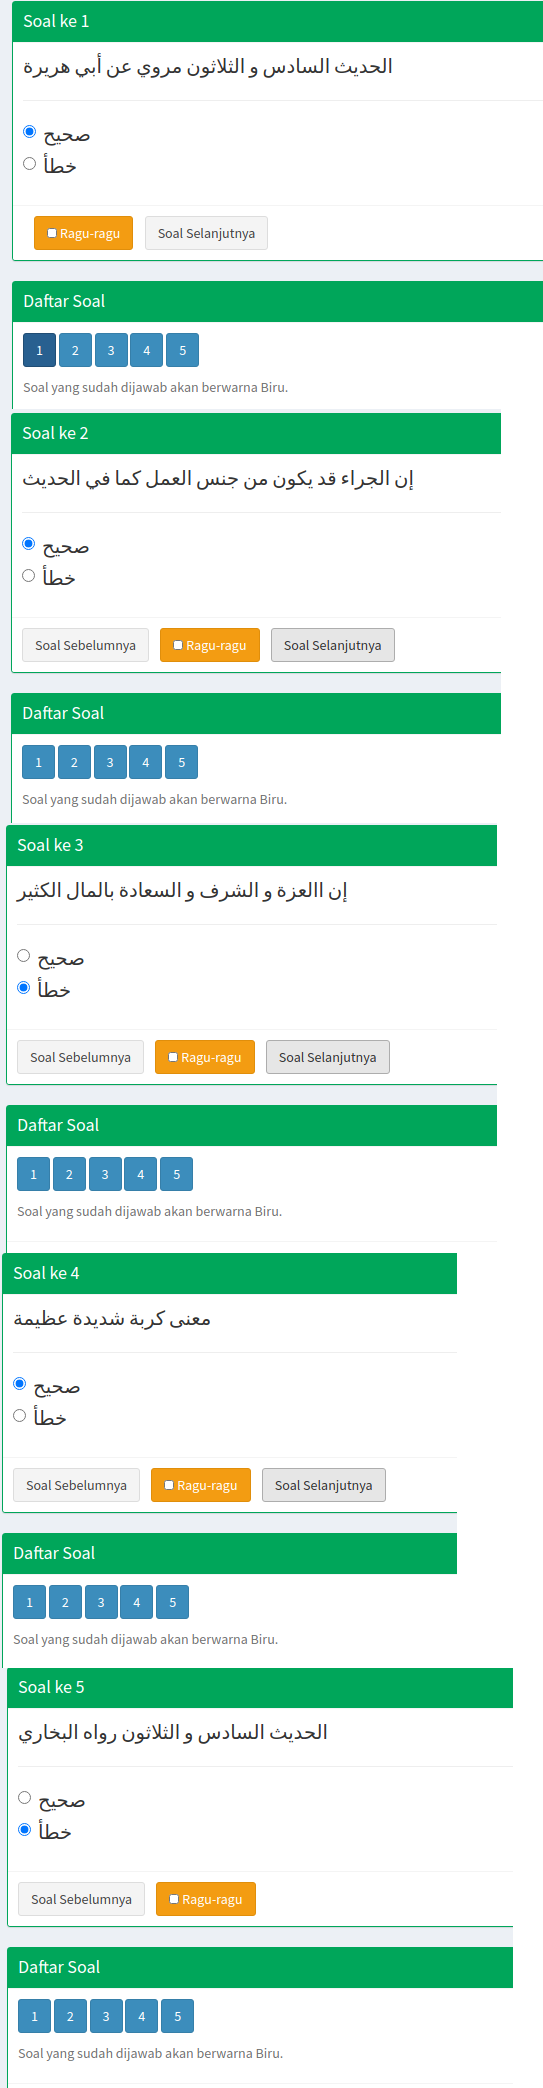 Soal ke 1
الحديث السادس و الثلاثون مروي عن أبي هريرة
صحيح
خطأ
Ragu-ragu Soal Selanjutnya
Daftar Soal
1 2 3 4 5
Soal yang sudah dijawab akan berwarna Biru.
Soal ke 2
إن الجراء قد يكون من جنس العمل كما في الحديث
صحيح
خطأ
Soal Sebelumnya Ragu-ragu Soal Selanjutnya
Daftar Soal
1 2 3 4 5
Soal yang sudah dijawab akan berwarna Biru.
Soal ke 3
إن االعزة و الشرف و السعادة بالمال الكثير
صحيح
خطأ
Soal Sebelumnya Ragu-ragu Soal Selanjutnya
Daftar Soal
1 2 3 4 5
Soal yang sudah dijawab akan berwarna Biru.
Soal ke 4
معنى كربة شديدة عظيمة
صحيح
خطأ
Soal Sebelumnya Ragu-ragu Soal Selanjutnya
Daftar Soal
1 2 3 4 5
Soal yang sudah dijawab akan berwarna Biru.
Soal ke 5
الحديث السادس و الثلاثون رواه البخاري
صحيح
خطأ
Soal Sebelumnya Ragu-ragu
Daftar Soal
1 2 3 4 5
Soal yang sudah dijawab akan berwarna Biru.